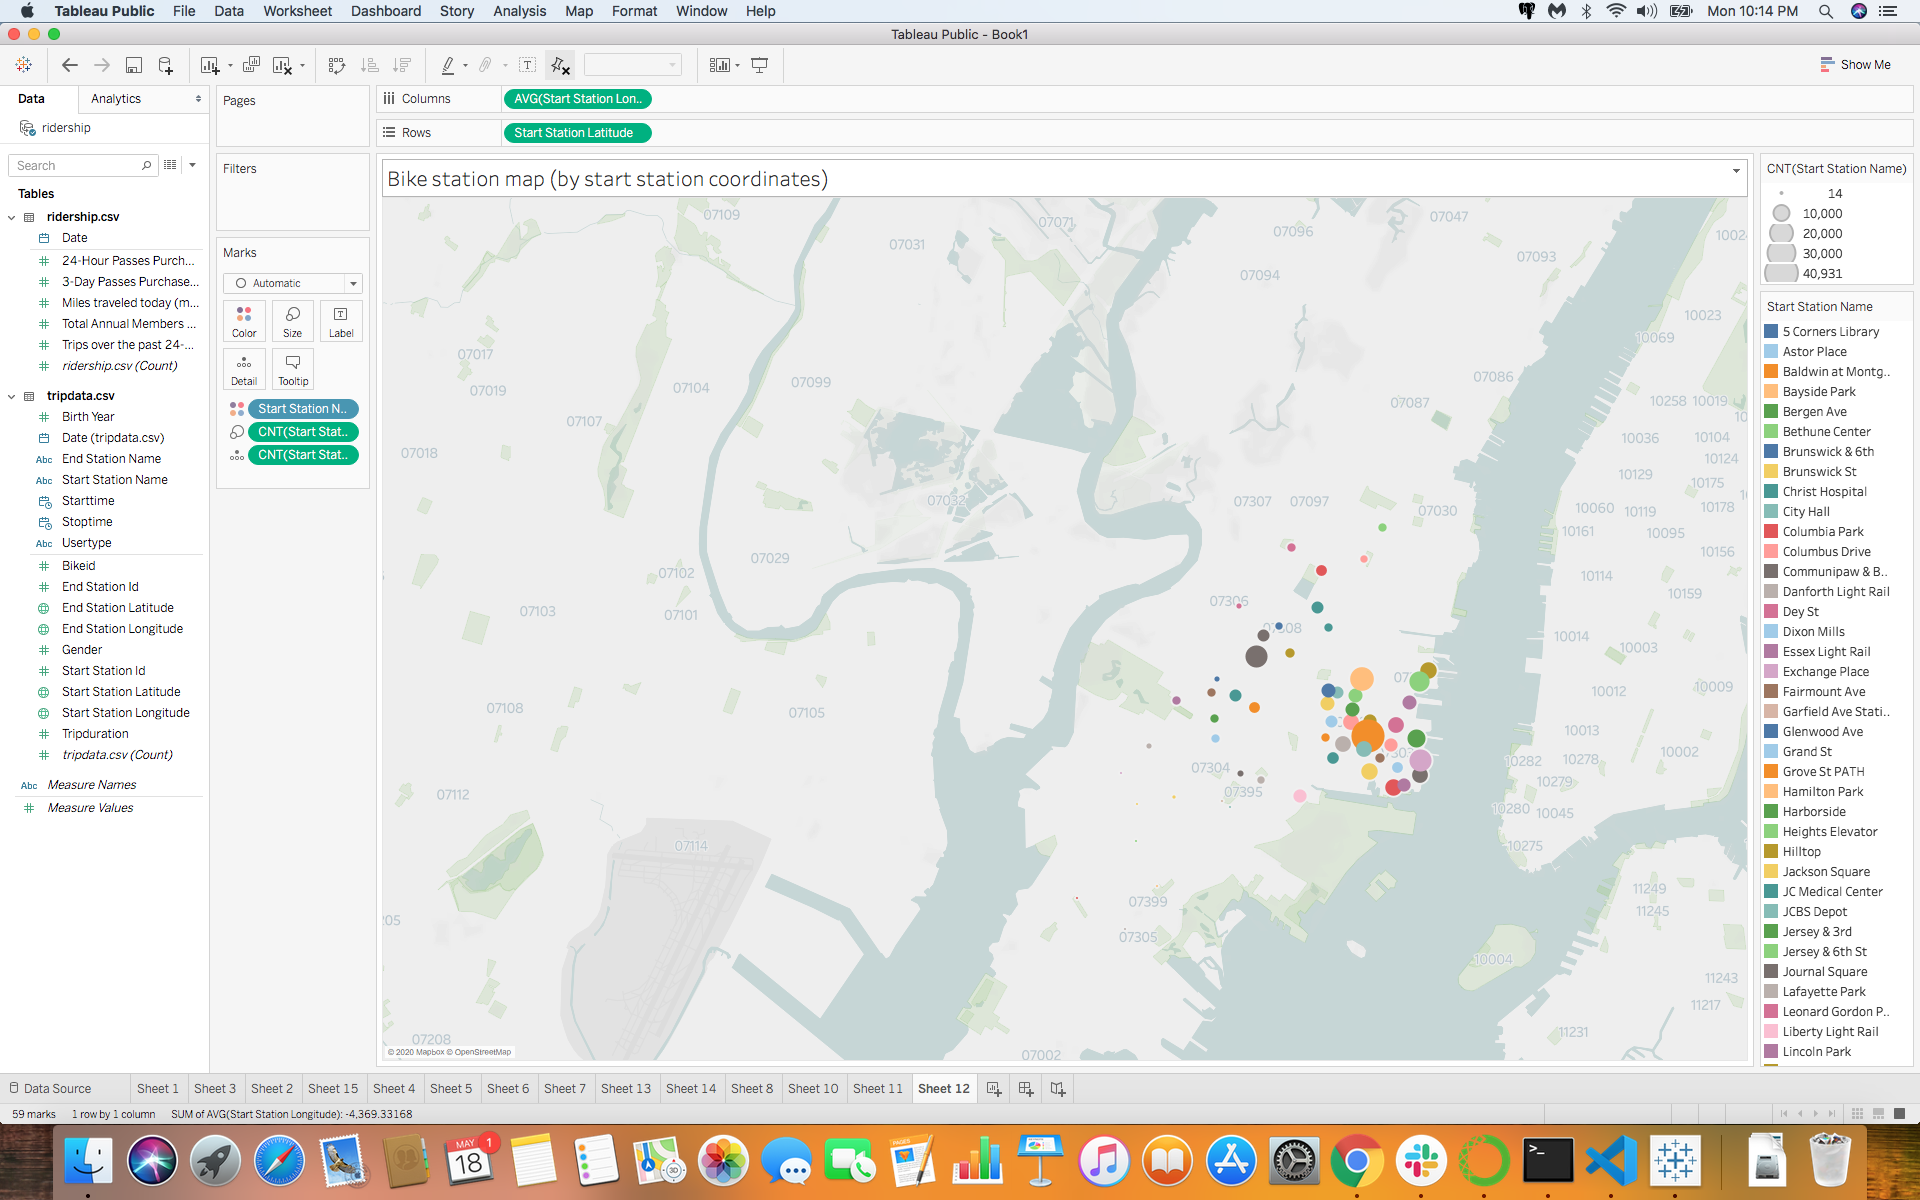 Tableau Public File Data Worksheet Dashboard Story Analysis Map Format Window Help
Mon 10:14 PM
Tableau Public - Book1
Show Me
Data Analytics
ridership
Search
Tables
ridership.csv
Date
24-Hour Passes Purch...
3-Day Passes Purchase...
Miles traveled today (m...
Total Annual Members ...
Trips over the past 24-...
ridership.csv (Count)
tripdata.csv
Birth Year
Date (tripdata.csv)
Abc End Station Name
Abc Start Station Name
Starttime
Stoptime
Abc Usertype
Bikeid
End Station Id
End Station Latitude
End Station Longitude
Gender
Start Station Id
Start Station Latitude
Start Station Longitude
Tripduration
tripdata.csv (Count)
Abc Measure Names
Measure Values
Pages
Filters
Marks
Automatic
Color Size Label
Detail Tooltip
Start Station N..
CNT(Start Stat..
CNT(Start Stat..
Columns AVG(Start Station Lon..
Rows Start Station Latitude
Bike station map (by start station coordinates)
07109
07071
07047
07031
07096
07093
07094
10023
10069
07017
07104
07099
07086
07019
07087
10258 10019
07107
10036
10104
07018
10124
10129
10175
07032
07307 07097
07030
10060 10119
10178
10161
10095
07029
10156
07102
10114
07306
10159
07103
07101
10014
10003
10012
10009
07108
07105
10013
10002
07304
10282 10278
10279
07112
07395
10280 10045
07114
10275
07399
11249
11245
07305
10004
11243
11217
07208
11231
07002
© 2020 Mapbox © OpenStreetMap
CNT(Start Station Name)
14
10,000
20,000
30,000
40,931
Start Station Name
5 Corners Library
Astor Place
Baldwin at Montg..
Bayside Park
Bergen Ave
Bethune Center
Brunswick & 6th
Brunswick St
Christ Hospital
City Hall
Columbia Park
Columbus Drive
Communipaw & B..
Danforth Light Rail
Dey St
Dixon Mills
Essex Light Rail
Exchange Place
Fairmount Ave
Garfield Ave Stati..
Glenwood Ave
Grand St
Grove St PATH
Hamilton Park
Harborside
Heights Elevator
Hilltop
Jackson Square
JC Medical Center
JCBS Depot
Jersey & 3rd
Jersey & 6th St
Journal Square
Lafayette Park
Leonard Gordon P..
Liberty Light Rail
Lincoln Park
Data Source Sheet 1 Sheet 3 Sheet 2 Sheet 15 Sheet 4 Sheet 5 Sheet 6 Sheet 7 Sheet 13 Sheet 14 Sheet 8 Sheet 10 Sheet 11 Sheet 12
59 marks 1 row by 1 column SUM of AVG(Start Station Longitude): -4,369.33168
MAY
18
1
PAGES
3D